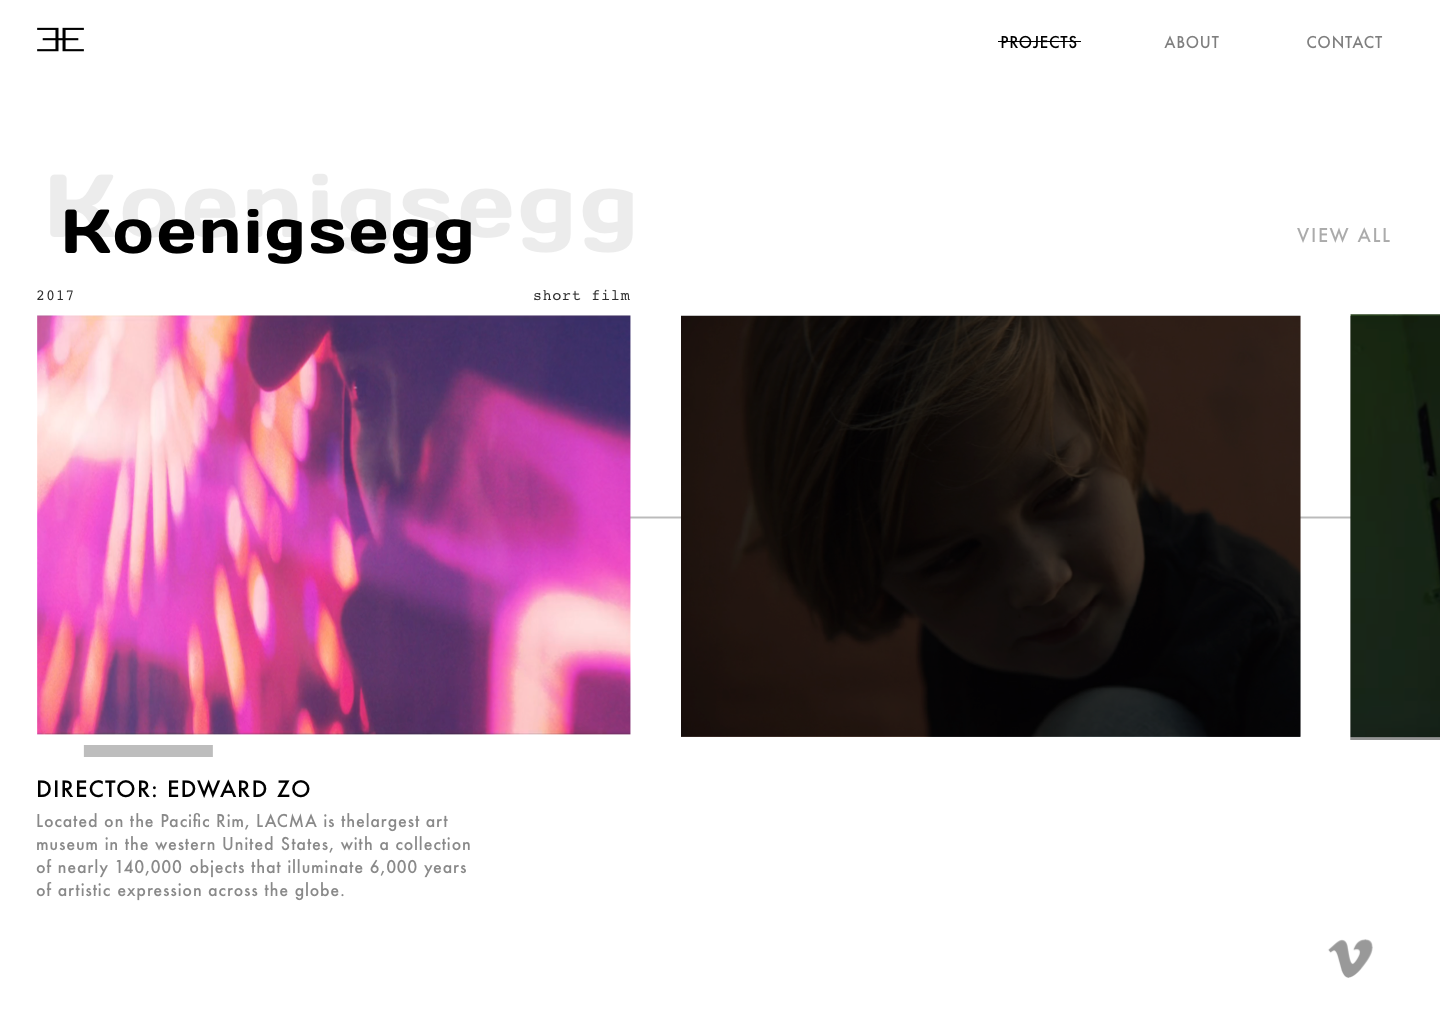 PROJECTS
ABOUT
CONTACT
Koenigsegg
Koenigsegg
VIEW ALL
2017
short film
DIRECTOR: EDWARD ZO
Located on the Pacific Rim, LACMA is thelargest art
museum in the western United States, with a collection
of nearly 140,000 objects that illuminate 6,000 years
of artistic expression across the globe.